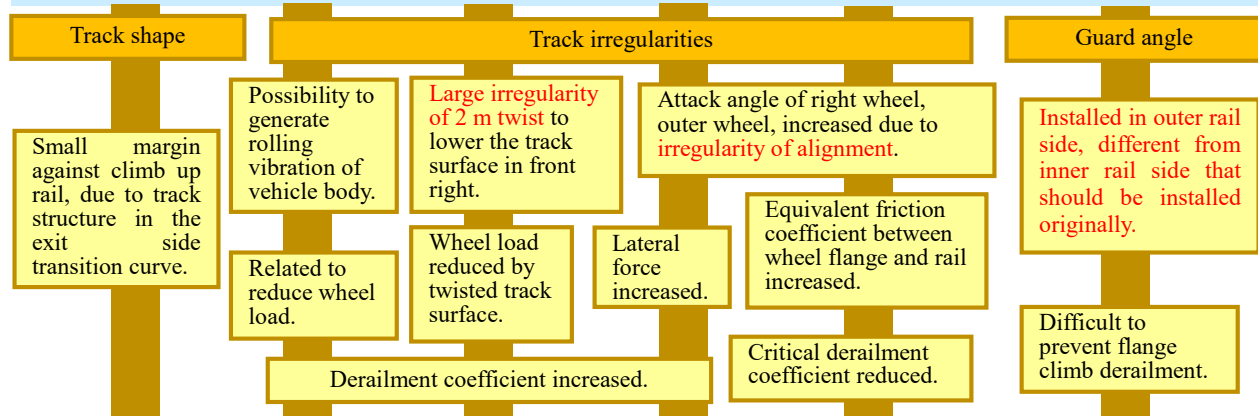 Track shape
Track irregularities
Guard angle
Small margin
against climb up
rail, due to track
structure in the
exit side
transition curve.
Possibility to
generate
rolling
vibration of
vehicle body.
Related to
reduce wheel
load.
Large irregularity
of 2 m twist to
lower the track
surface in front
right.
Wheel load
reduced by
twisted track
surface.
Attack angle of right wheel,
outer wheel, increased due to
irregularity of alignment.
Lateral
force
increased.
Equivalent friction
coefficient between
wheel flange and rail
increased.
Derailment coefficient increased.
Critical derailment
coefficient reduced.
Installed in outer rail
side, different from
inner rail side that
should be installed
originally.
Difficult to
prevent flange
climb derailment.